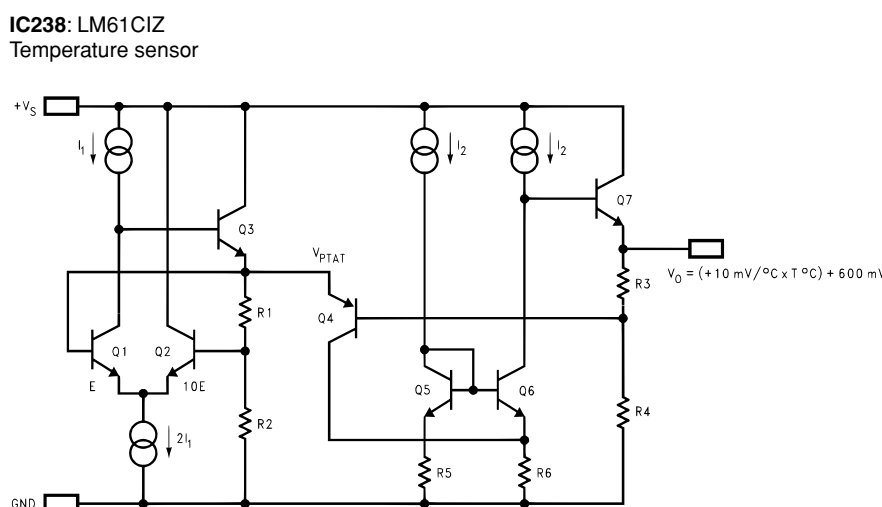 IC238: LM61CIZ
Temperature sensor
+VS
I1
I2
I2
Q7
Q3
VPTAT
VO = (+10 mV/°C x T °C) + 600 mV
R3
R1
Q4
Q1
Q2
Q5
Q6
E
10E
R4
R2
2I1
R5
R6
GND